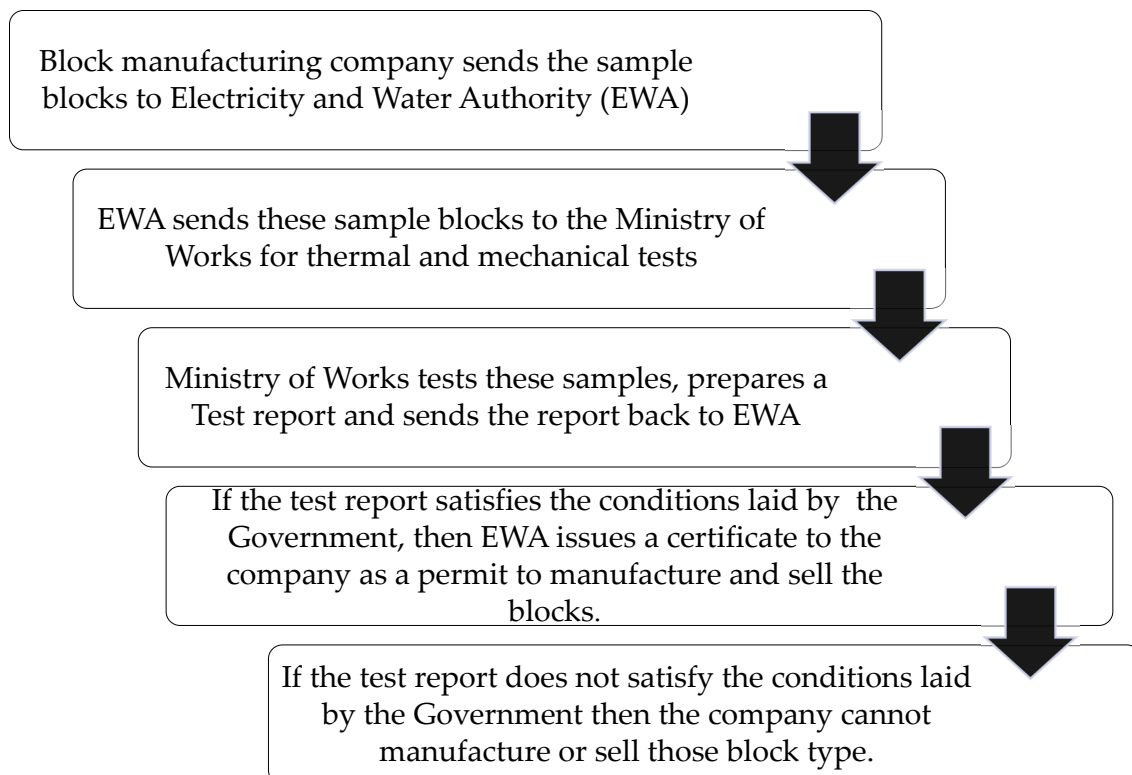 Block manufacturing company sends the sample
blocks to Electricity and Water Authority (EWA)
EWA sends these sample blocks to the Ministry of
Works for thermal and mechanical tests
Ministry of Works tests these samples, prepares a
Test report and sends the report back to EWA
If the test report satisfies the conditions laid by the
Government, then EWA issues a certificate to the
company as a permit to manufacture and sell the
blocks.
If the test report does not satisfy the conditions laid
by the Government then the company cannot
manufacture or sell those block type.